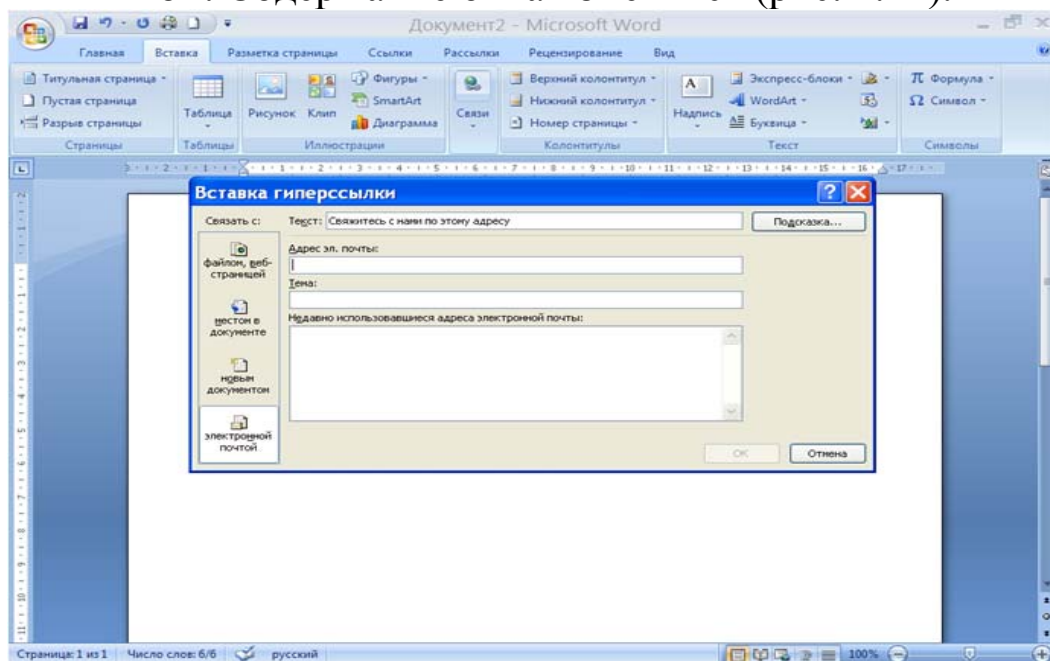 Документ2 - Microsoft Word
Главная Вставка Разметка страницы Ссылки Рассылки Рецензирование Вид
Титульная страница
Пустая страница
Разрыв страницы
Страницы
Таблица
Таблицы
Рисунок Клип
Фигуры
SmartArt
Диаграмма
Иллюстрации
Связи
Верхний колонтитул
Нижний колонтитул
Номер страницы
Колонтитулы
Надпись
Экспресс-блоки
WordArt
Буквица
Текст
π Формула
Ω Символ
Символы
Вставка гиперссылки
Связать с:
Текст: Свяжитесь с нами по этому адресу
Подсказка...
файлом, веб-
страницей
местом в
документе
новым
документом
электронной
почтой
Адрес эл. почты:
Тема:
Недавно использовавшиеся адреса электронной почты:
ОК Отмена
Страница: 1 из 1 Число слов: 6/6 русский 100%